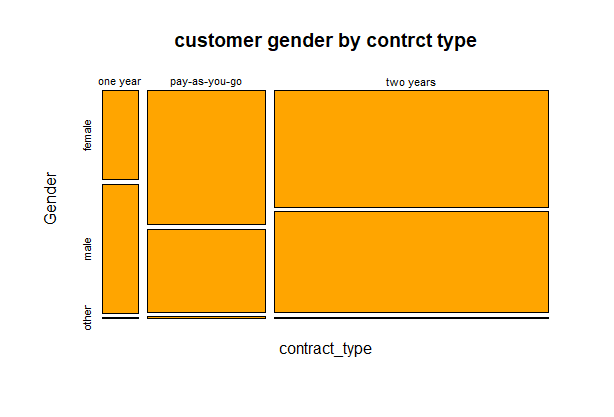 customer gender by contrct type
one year
pay-as-you-go
two years
female
male
other
Gender
contract_type